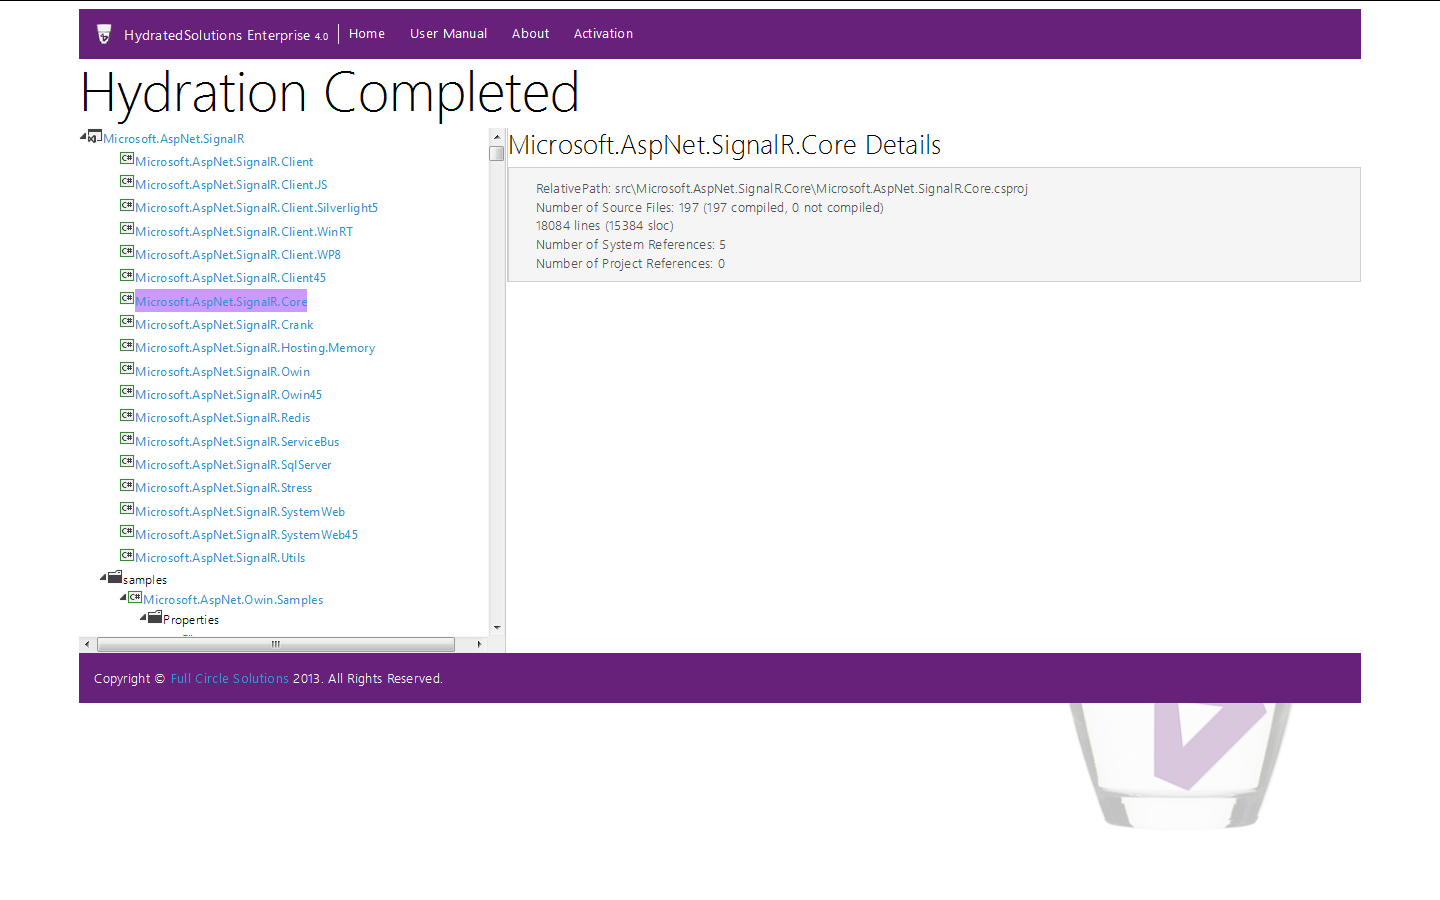 HydratedSolutions Enterprise 4.0 Home User Manual About Activation
Hydration Completed
Microsoft.AspNet.SignalR
Microsoft.AspNet.SignalR.Client
Microsoft.AspNet.SignalR.Client.JS
Microsoft.AspNet.SignalR.Client.Silverlight5
Microsoft.AspNet.SignalR.Client.WinRT
Microsoft.AspNet.SignalR.Client.WP8
Microsoft.AspNet.SignalR.Client45
Microsoft.AspNet.SignalR.Core
Microsoft.AspNet.SignalR.Crank
Microsoft.AspNet.SignalR.Hosting.Memory
Microsoft.AspNet.SignalR.Owin
Microsoft.AspNet.SignalR.Owin45
Microsoft.AspNet.SignalR.Redis
Microsoft.AspNet.SignalR.ServiceBus
Microsoft.AspNet.SignalR.SqlServer
Microsoft.AspNet.SignalR.Stress
Microsoft.AspNet.SignalR.SystemWeb
Microsoft.AspNet.SignalR.SystemWeb45
Microsoft.AspNet.SignalR.Utils
samples
Microsoft.AspNet.Owin.Samples
Properties
Microsoft.AspNet.SignalR.Core Details
RelativePath: src\Microsoft.AspNet.SignalR.Core\Microsoft.AspNet.SignalR.Core.csproj
Number of Source Files: 197 (197 compiled, 0 not compiled)
18084 lines (15384 sloc)
Number of System References: 5
Number of Project References: 0
Copyright © Full Circle Solutions 2013. All Rights Reserved.